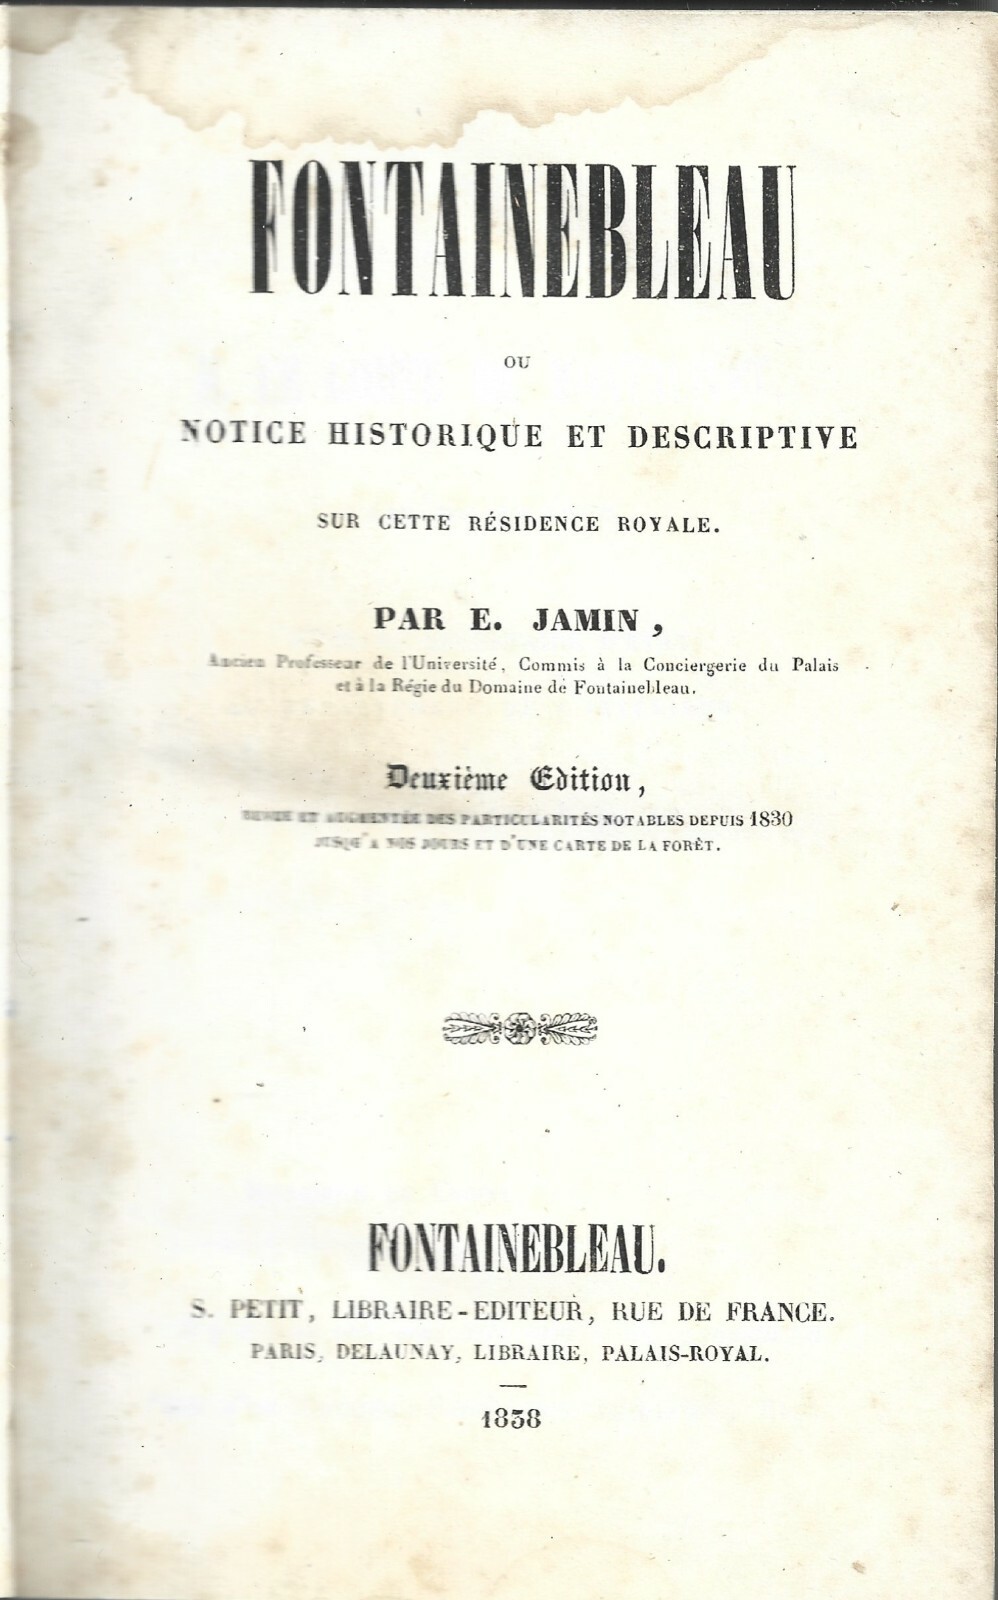 FONTAINEBLEAU
OU
NOTICE HISTORIQUE ET DESCRIPTIVE
SUR CETTE RÉSIDENCE ROYALE.
PAR E. JAMIN,
Ancien Professeur de l'Université, Commis à la Conciergerie du Palais
et à la Régie du Domaine de Fontainebleau.
Deuxième Edition,
REVUE ET AUGMENTÉE DES PARTICULARITÉS NOTABLES DEPUIS 1830
JUSQU'A NOS JOURS ET D'UNE CARTE DE LA FORÊT.
FONTAINEBLEAU.
S. PETIT, LIBRAIRE-EDITEUR, RUE DE FRANCE.
PARIS, DELAUNAY, LIBRAIRE, PALAIS-ROYAL.
1838